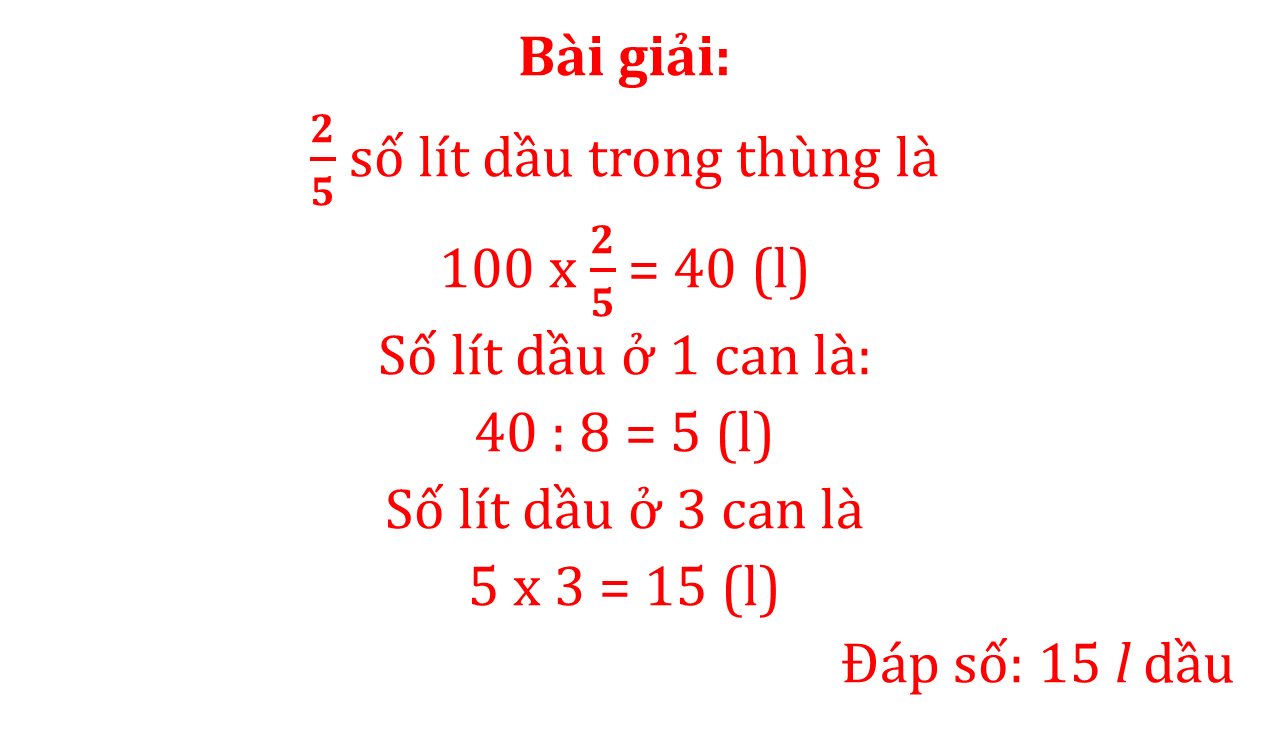 Bài giải:
2/5 số lít dầu trong thùng là
100 x 2/5 = 40 (l)
Số lít dầu ở 1 can là:
40 : 8 = 5 (l)
Số lít dầu ở 3 can là
5 x 3 = 15 (l)
Đáp số: 15 l dầu